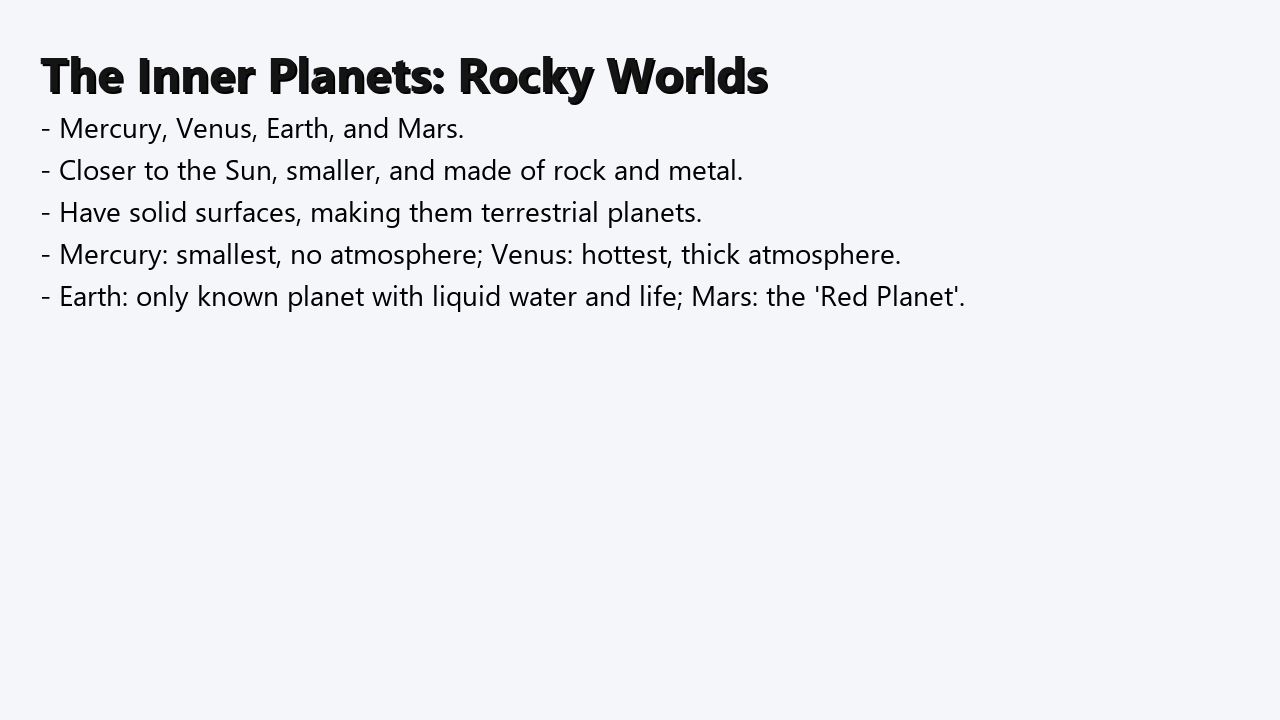 The Inner Planets: Rocky Worlds
- Mercury, Venus, Earth, and Mars.
- Closer to the Sun, smaller, and made of rock and metal.
- Have solid surfaces, making them terrestrial planets.
- Mercury: smallest, no atmosphere; Venus: hottest, thick atmosphere.
- Earth: only known planet with liquid water and life; Mars: the 'Red Planet'.